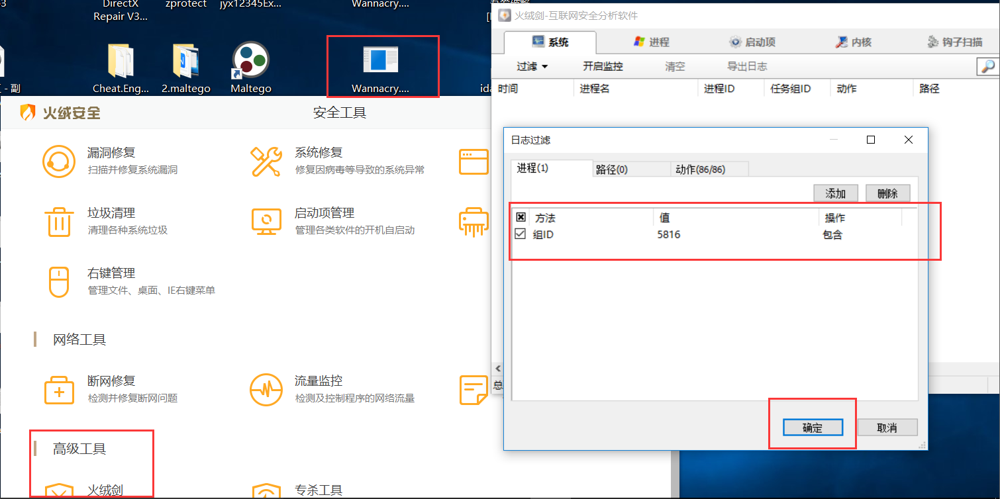 DirectX
Repair V3...
zprotect
jyx12345Ex...
Wannacry....
- 副
Cheat.Eng...
2.maltego
Maltego
Wannacry....
火绒安全
安全工具
漏洞修复
扫描并修复系统漏洞
系统修复
修复因病毒等导致的系统异常
垃圾清理
清理各种系统垃圾
启动项管理
管理各类软件的开机自启动
右键管理
管理文件、桌面、IE右键菜单
网络工具
断网修复
检测并修复断网问题
流量监控
检测及控制程序的网络流量
高级工具
火绒剑
专杀工具
火绒剑-互联网安全分析软件
系统
进程
启动项
内核
钩子扫描
过滤
开启监控
清空
导出日志
时间
进程名
进程ID
任务组ID
动作
路径
日志过滤
进程(1)
路径(0)
动作(86/86)
添加
删除
方法
值
操作
组ID
5816
包含
总
确定
取消